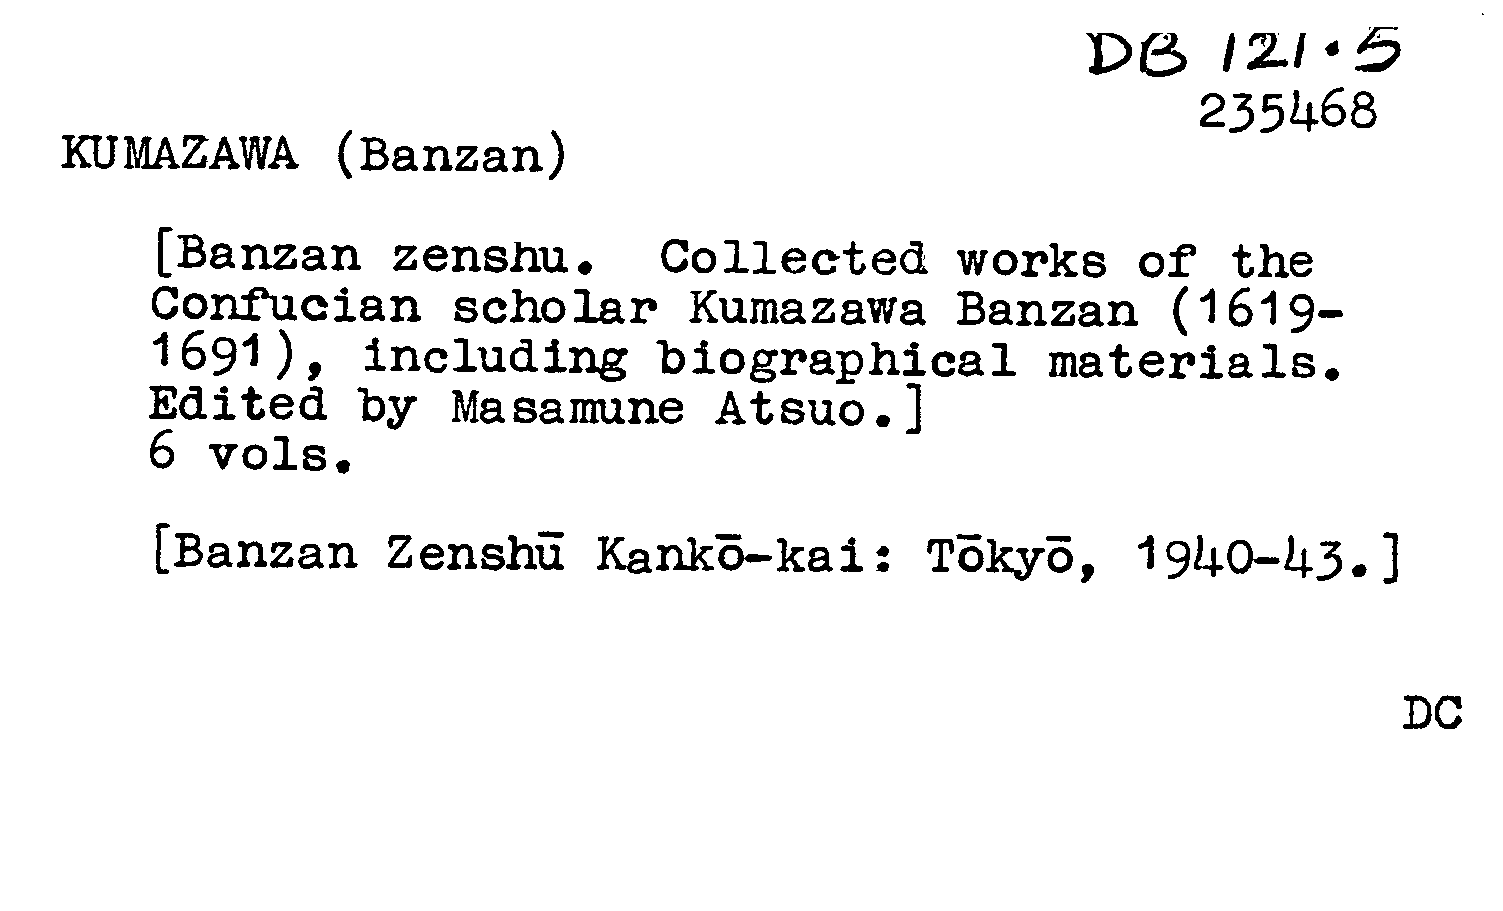 DB 121·5
235468
KUMAZAWA (Banzan)
[Banzan zenshu. Collected works of the
Confucian scholar Kumazawa Banzan (1619-
1691), including biographical materials.
Edited by Masamune Atsuo.]
6 vols.
[Banzan Zenshū Kankō-kai: Tōkyō, 1940-43.]
DC